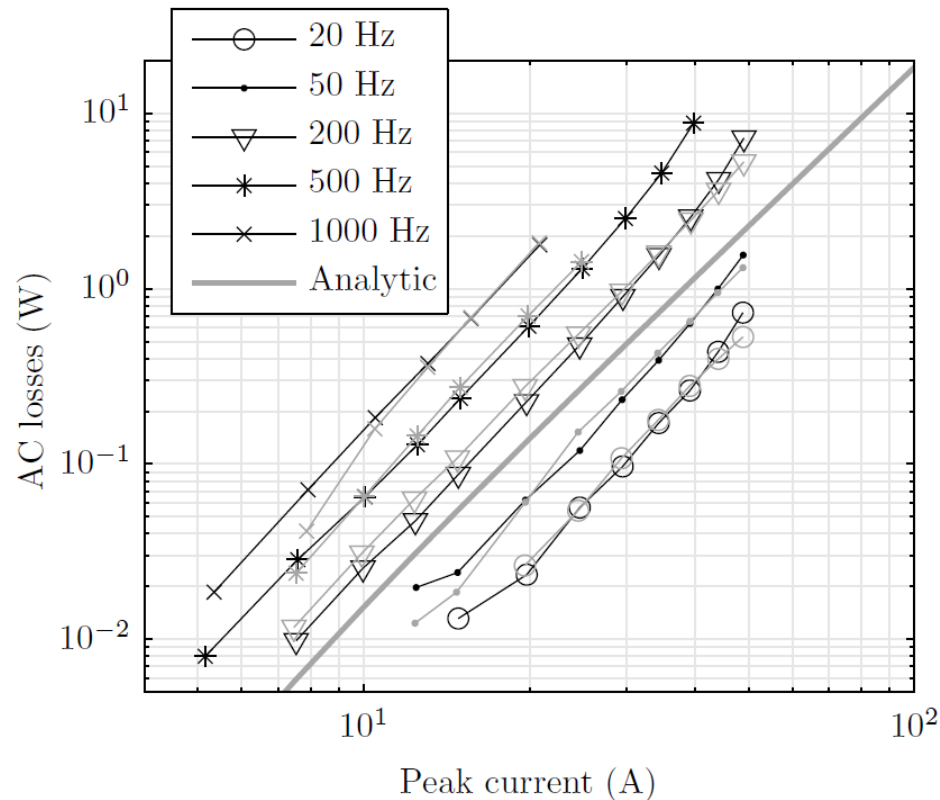 20 Hz
50 Hz
200 Hz
500 Hz
1000 Hz
Analytic
10^1
10^0
10^{-1}
10^{-2}
AC losses (W)
10^1
10^2
Peak current (A)